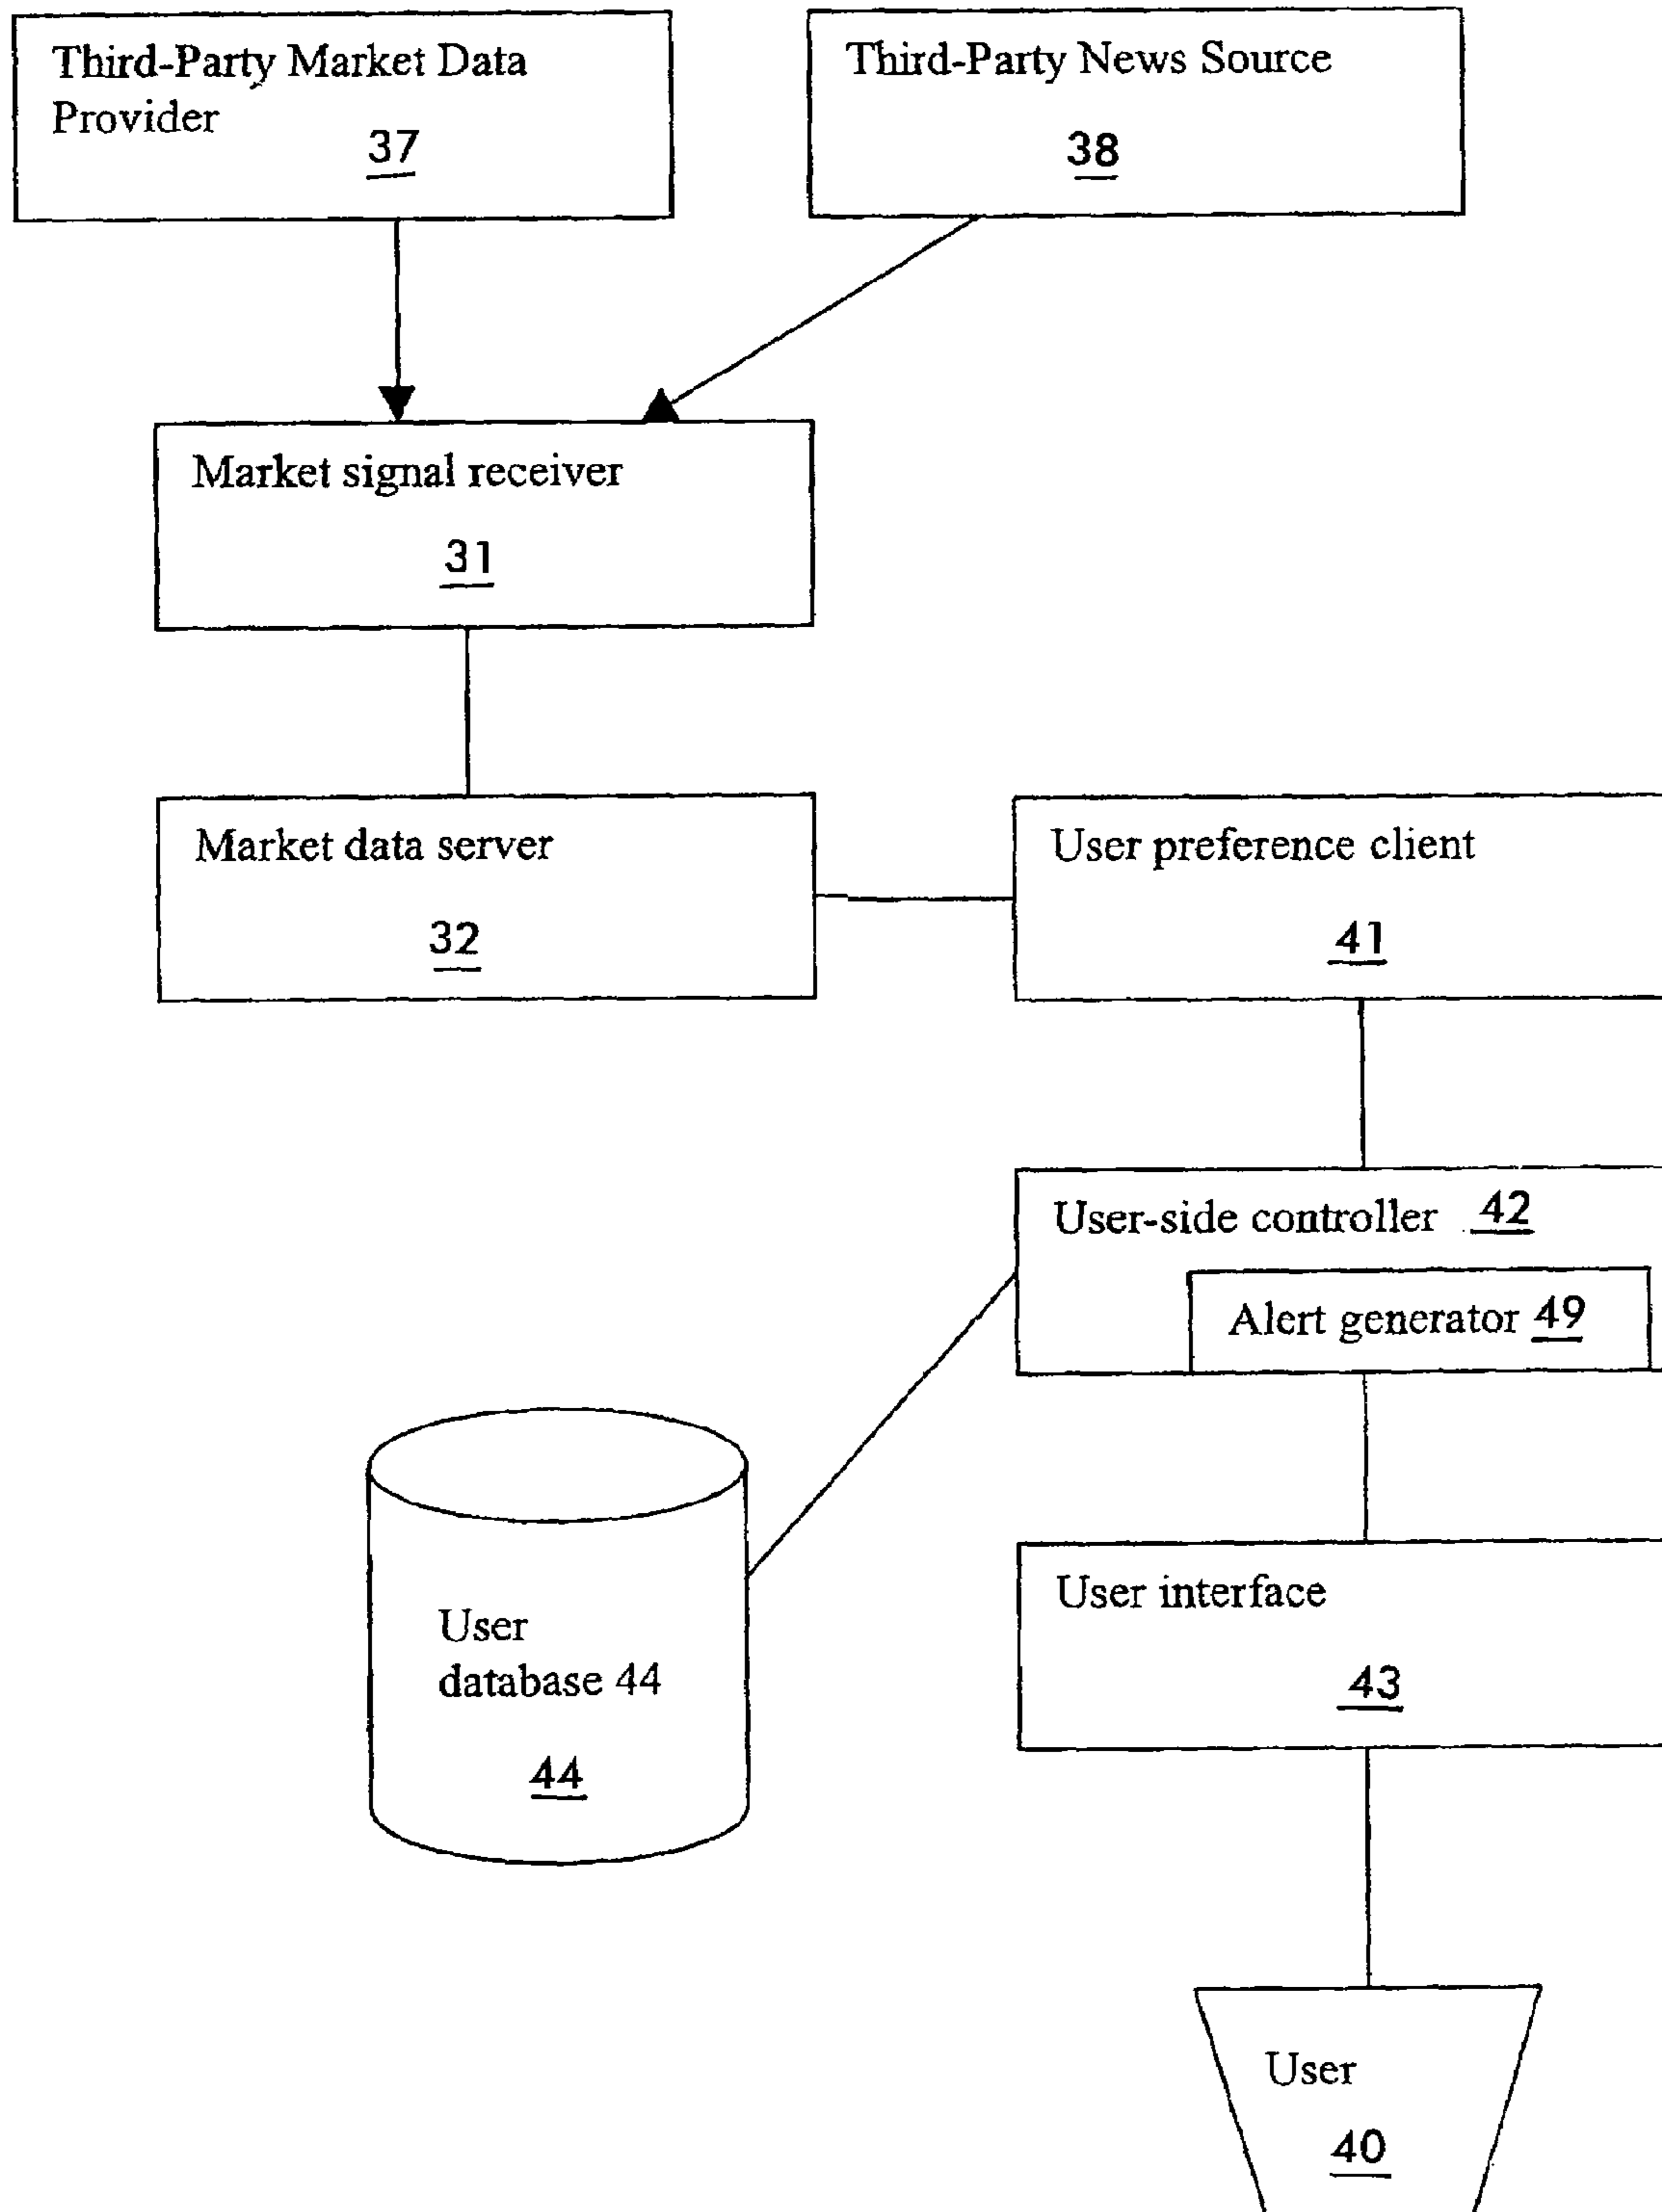 Third-Party Market Data
Provider
37
Third-Party News Source
38
Market signal receiver
31
Market data server
32
User preference client
41
User-side controller 42
Alert generator 49
User
database 44
44
User interface
43
User
40